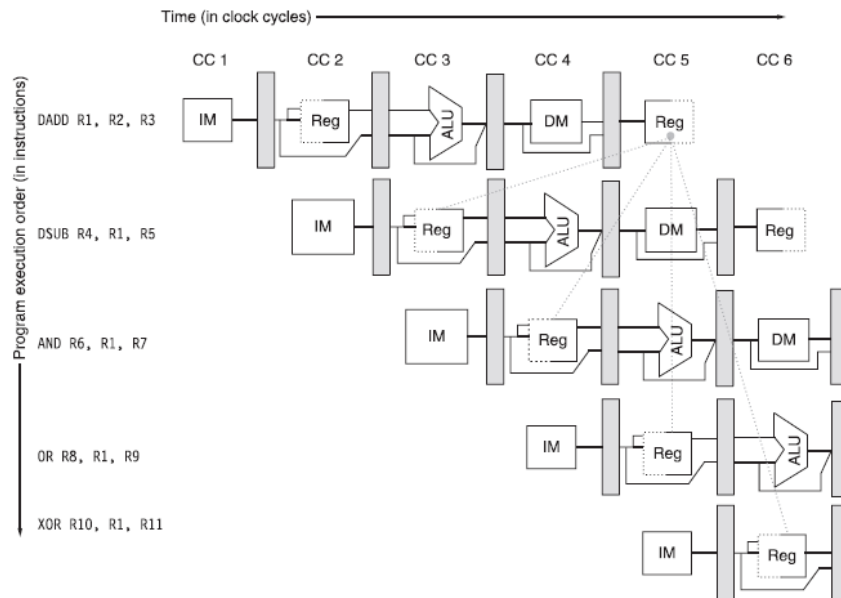 Time (in clock cycles)
CC 1 CC 2 CC 3 CC 4 CC 5 CC 6
Program execution order (in instructions)
DADD R1, R2, R3 IM Reg ALU DM Reg
DSUB R4, R1, R5 IM Reg ALU DM Reg
AND R6, R1, R7 IM Reg ALU DM
OR R8, R1, R9 IM Reg ALU
XOR R10, R1, R11 IM Reg